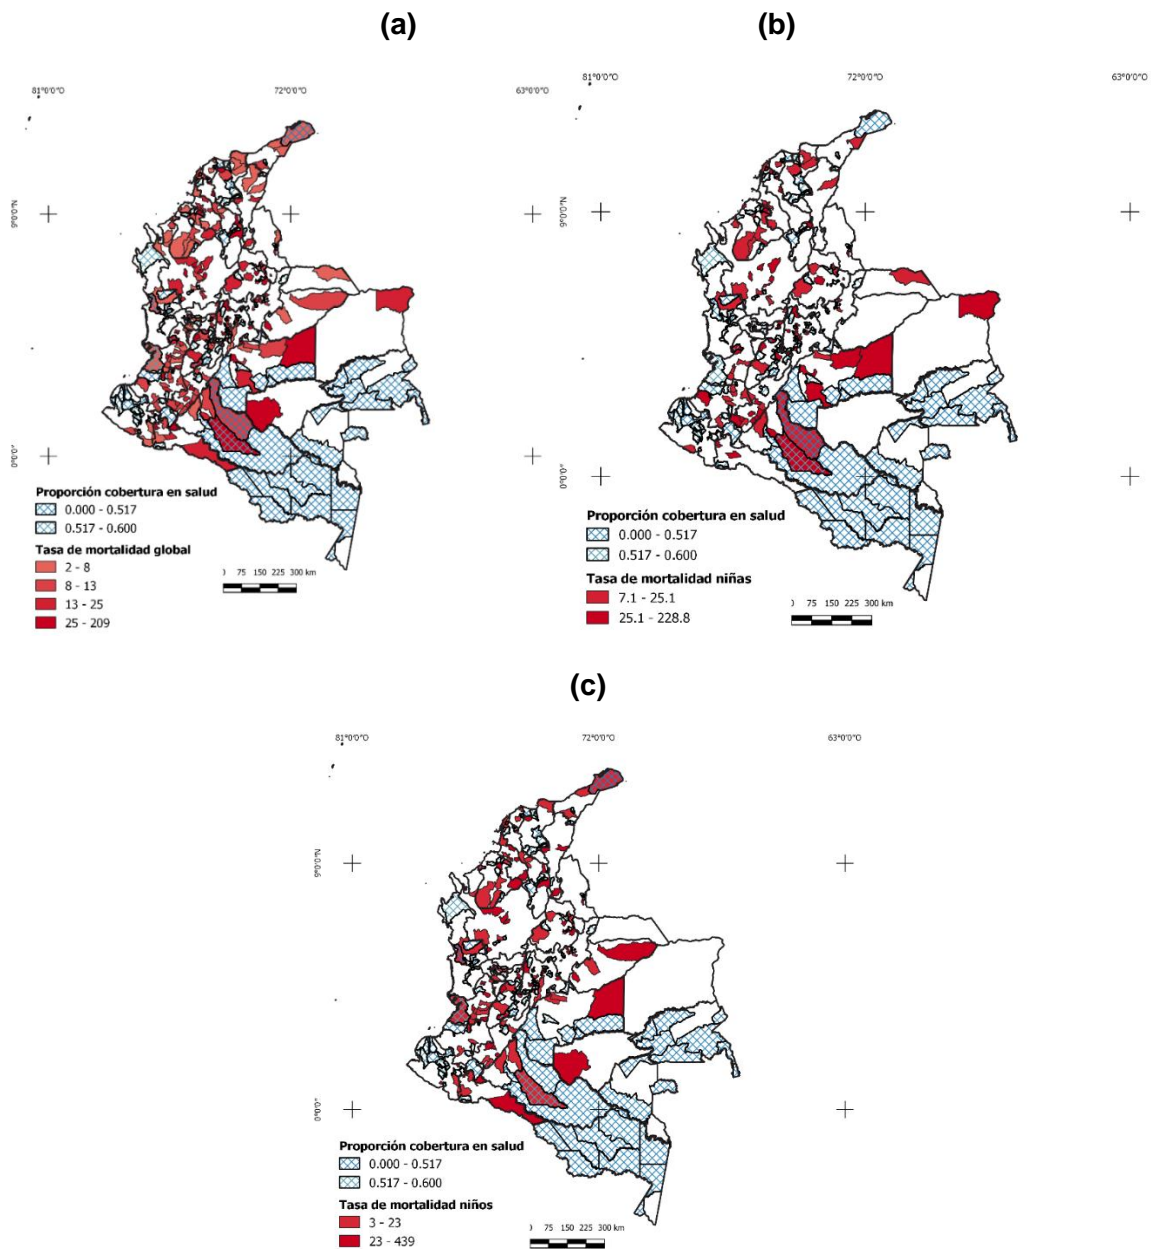 (a)
(b)
81°0'0"O
72°0'0"O
63°0'0"O
81°0'0"O
72°0'0"O
63°0'0"O
9°0'0"N
9°0'0"N
0°0'0"
0°0'0"
Proporción cobertura en salud
0.000 - 0.517
0.517 - 0.600
Tasa de mortalidad global
2 - 8
8 - 13
13 - 25
25 - 209
0 75 150 225 300 km
Proporción cobertura en salud
0.000 - 0.517
0.517 - 0.600
Tasa de mortalidad niñas
7.1 - 25.1
25.1 - 228.8
0 75 150 225 300 km
(c)
81°0'0"O
72°0'0"O
63°0'0"O
9°0'0"N
0°0'0"
Proporción cobertura en salud
0.000 - 0.517
0.517 - 0.600
Tasa de mortalidad niños
3 - 23
23 - 439
0 75 150 225 300 km